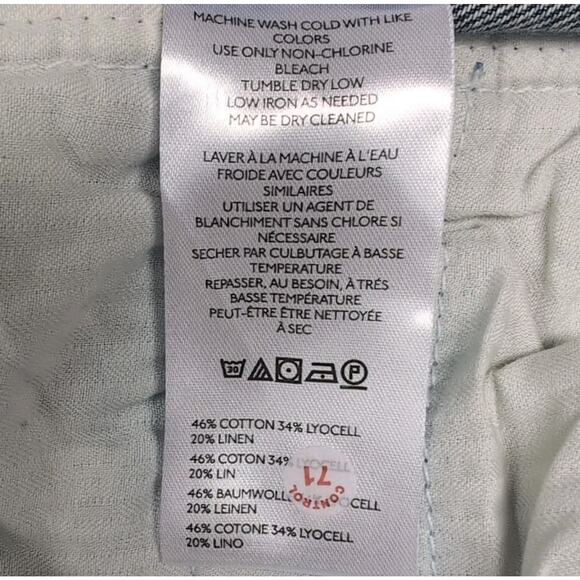 MACHINE WASH COLD WITH LIKE
COLORS
USE ONLY NON-CHLORINE
BLEACH
TUMBLE DRY LOW
LOW IRON AS NEEDED
MAY BE DRY CLEANED
LAVER À LA MACHINE À L'EAU
FROIDE AVEC COULEURS
SIMILAIRES
UTILISER UN AGENT DE
BLANCHIMENT SANS CHLORE SI
NÉCESSAIRE
SECHER PAR CULBUTAGE À BASSE
TEMPERATURE
REPASSER, AU BESOIN, À TRÉS
BASSE TEMPÉRATURE
PEUT-ÊTRE ÊTRE NETTOYÉE
À SEC
30 P
46% COTTON 34% LYOCELL
20% LINEN
46% COTON 34% LYOCELL
20% LIN
46% BAUMWOLL CELL
20% LEINEN
46% COTONE 34% LYOCELL
20% LINO
71
CONTROL